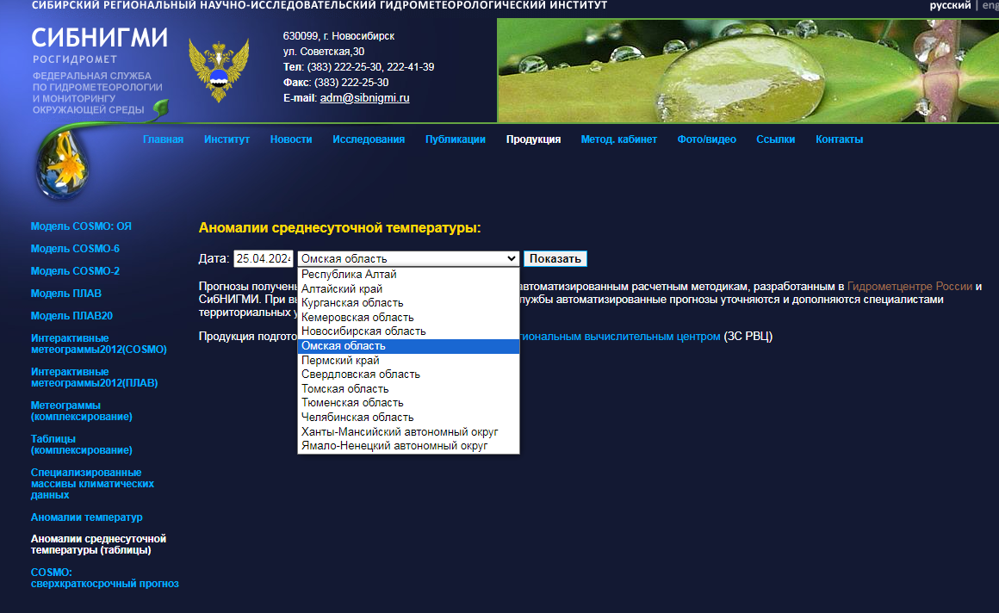 СИБИРСКИЙ РЕГИОНАЛЬНЫЙ НАУЧНО-ИССЛЕДОВАТЕЛЬСКИЙ ГИДРОМЕТЕОРОЛОГИЧЕСКИЙ ИНСТИТУТ
русский | eng
СИБНИГМИ
РОСГИДРОМЕТ
ФЕДЕРАЛЬНАЯ СЛУЖБА
ПО ГИДРОМЕТЕОРОЛОГИИ
И МОНИТОРИНГУ
ОКРУЖАЮЩЕЙ СРЕДЫ
630099, г. Новосибирск
ул. Советская,30
Тел: (383) 222-25-30, 222-41-39
Факс: (383) 222-25-30
E-mail: adm@sibnigmi.ru
Главная Институт Новости Исследования Публикации Продукция Метод. кабинет Фото/видео Ссылки Контакты
Модель COSMO: ОЯ
Модель COSMO-6
Модель COSMO-2
Модель ПЛАВ
Модель ПЛАВ20
Интерактивные
метеограммы2012(COSMO)
Интерактивные
метеограммы2012(ПЛАВ)
Метеограммы
(комплексирование)
Таблицы
(комплексирование)
Специализированные
массивы климатических
данных
Аномалии температур
Аномалии среднесуточной
температуры (таблицы)
COSMO:
сверхкраткосрочный прогноз
Аномалии среднесуточной температуры:
Дата: 25.04.2024 Омская область Показать
Республика Алтай
Алтайский край
Курганская область
Кемеровская область
Новосибирская область
Омская область
Пермский край
Свердловская область
Томская область
Тюменская область
Челябинская область
Ханты-Мансийский автономный округ
Ямало-Ненецкий автономный округ
Прогнозы получены автоматизированным расчетным методикам, разработанным в Гидрометцентре России и
СибНИГМИ. При вы лужбы автоматизированные прогнозы уточняются и дополняются специалистами
территориальных у
Продукция подгото гиональным вычислительным центром (ЗС РВЦ)